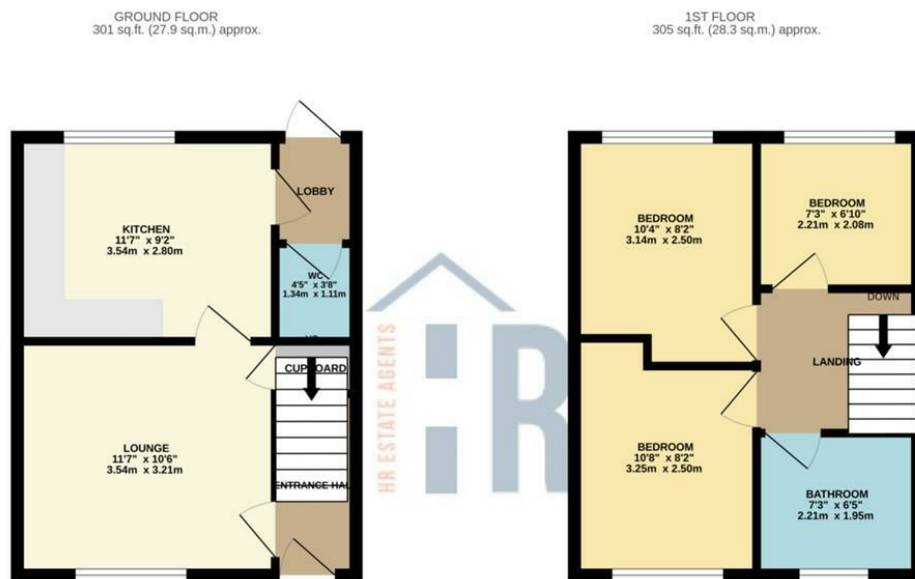 GROUND FLOOR
301 sq.ft. (27.9 sq.m.) approx.
1ST FLOOR
305 sq.ft. (28.3 sq.m.) approx.
LOBBY
KITCHEN
11'7" x 9'2"
3.54m x 2.80m
WC
4'5" x 3'8"
1.34m x 1.11m
CUPBOARD
LOUNGE
11'7" x 10'6"
3.54m x 3.21m
ENTRANCE HALL
HR ESTATE AGENTS
HR
BEDROOM
10'4" x 8'2"
3.14m x 2.50m
BEDROOM
7'3" x 6'10"
2.21m x 2.08m
DOWN
LANDING
BEDROOM
10'8" x 8'2"
3.25m x 2.50m
BATHROOM
7'3" x 6'5"
2.21m x 1.95m